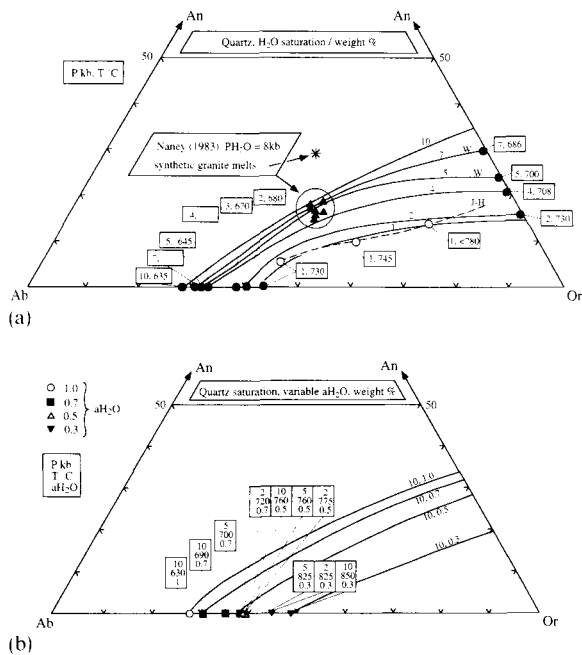 An
An
Quartz, H2O saturation / weight %
50
50
P kb, T C
Nancy (1983) PH-O = 8kb
synthetic granite melts
10
7
W
7, 686
5
W
5, 700
4
4, 708
J-H
2
2, 730
1
1, <780
1, 745
1, 730
2, 680
3, 670
4,
5, 645
7,
10, 635
Ab
Or
(a)
An
An
1.0
0.7
0.5
0.3
aH2O
Quartz saturation, variable aH2O, weight %
50
50
P kb
T C
aH2O
2 720 0.7
10 760 0.5
5 760 0.5
2 775 0.5
5 700 0.7
10 690 0.7
10 630 1
5 825 0.3
2 825 0.3
10 850 0.3
10, 1.0
10, 0.7
10, 0.5
10, 0.3
Ab
Or
(b)